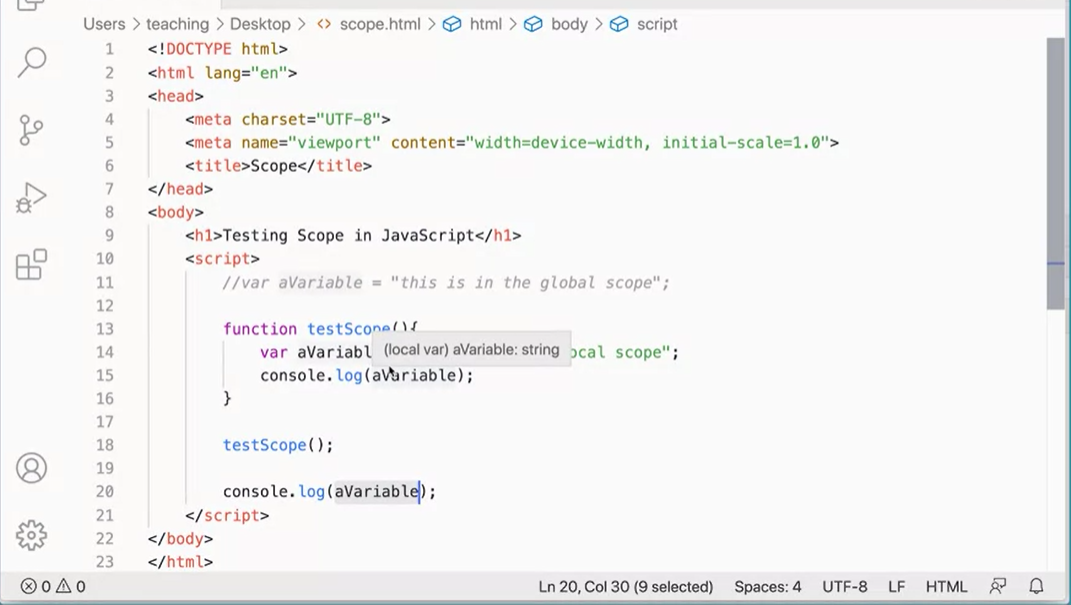 Users > teaching > Desktop > <> scope.html > html > body > script
1 <!DOCTYPE html>
2 <html lang="en">
3 <head>
4 <meta charset="UTF-8">
5 <meta name="viewport" content="width=device-width, initial-scale=1.0">
6 <title>Scope</title>
7 </head>
8 <body>
9 <h1>Testing Scope in JavaScript</h1>
10 <script>
11 //var aVariable = "this is in the global scope";
12
13 function testScope(){
(local var) aVariable: string
14 var aVariabl ocal scope";
15 console.log(aVariable);
16 }
17
18 testScope();
19
20 console.log(aVariable);
21 </script>
22 </body>
23 </html>
0 0 Ln 20, Col 30 (9 selected) Spaces: 4 UTF-8 LF HTML